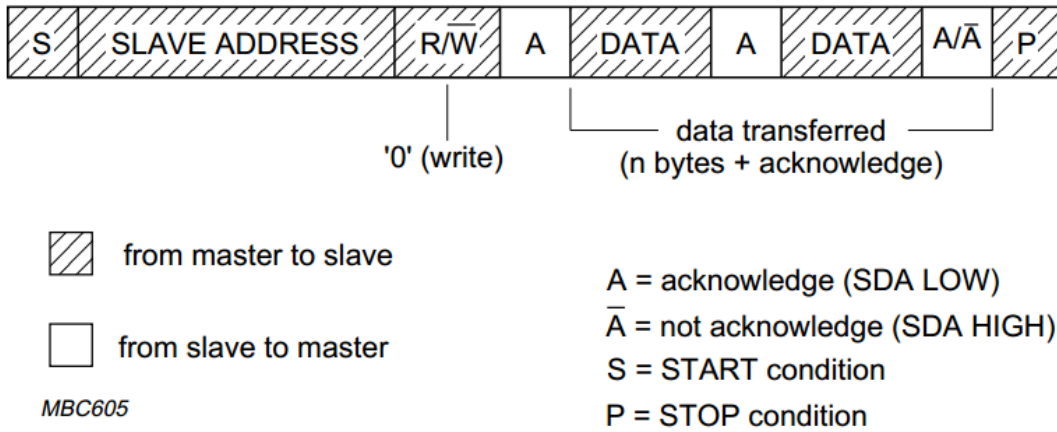 S SLAVE ADDRESS R/W̅ A DATA A DATA A/A̅ P
data transferred
'0' (write) (n bytes + acknowledge)
from master to slave
from slave to master
MBC605
A = acknowledge (SDA LOW)
A̅ = not acknowledge (SDA HIGH)
S = START condition
P = STOP condition